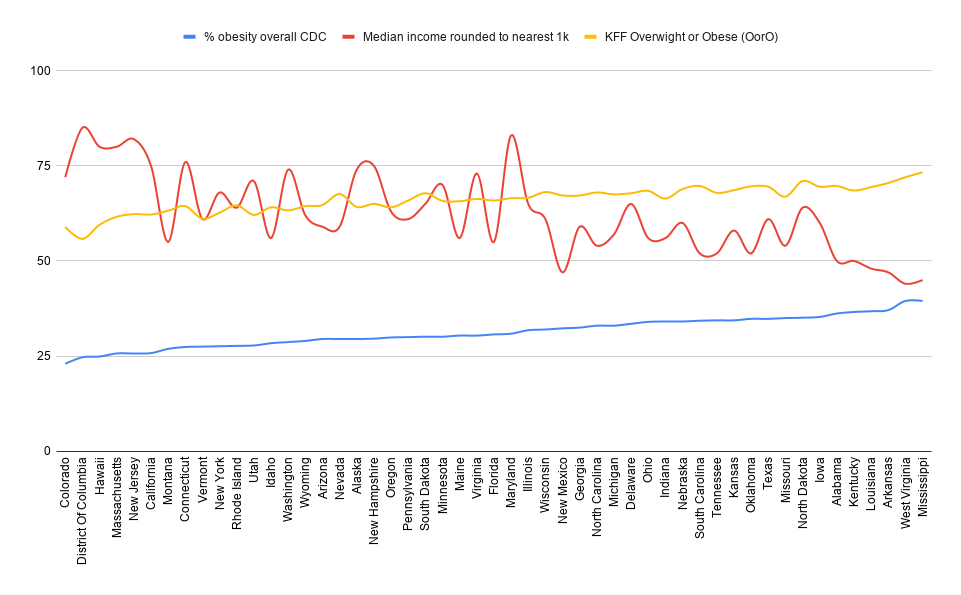 % obesity overall CDC
Median income rounded to nearest 1k
KFF Overwight or Obese (OorO)
100
75
50
25
0
Colorado
District Of Columbia
Hawaii
Massachusetts
New Jersey
California
Montana
Connecticut
Vermont
New York
Rhode Island
Utah
Idaho
Washington
Wyoming
Arizona
Nevada
Alaska
New Hampshire
Oregon
Pennsylvania
South Dakota
Minnesota
Maine
Virginia
Florida
Maryland
Illinois
Wisconsin
New Mexico
Georgia
North Carolina
Michigan
Delaware
Ohio
Indiana
Nebraska
South Carolina
Tennessee
Kansas
Oklahoma
Texas
Missouri
North Dakota
Iowa
Alabama
Kentucky
Louisiana
Arkansas
West Virginia
Mississippi